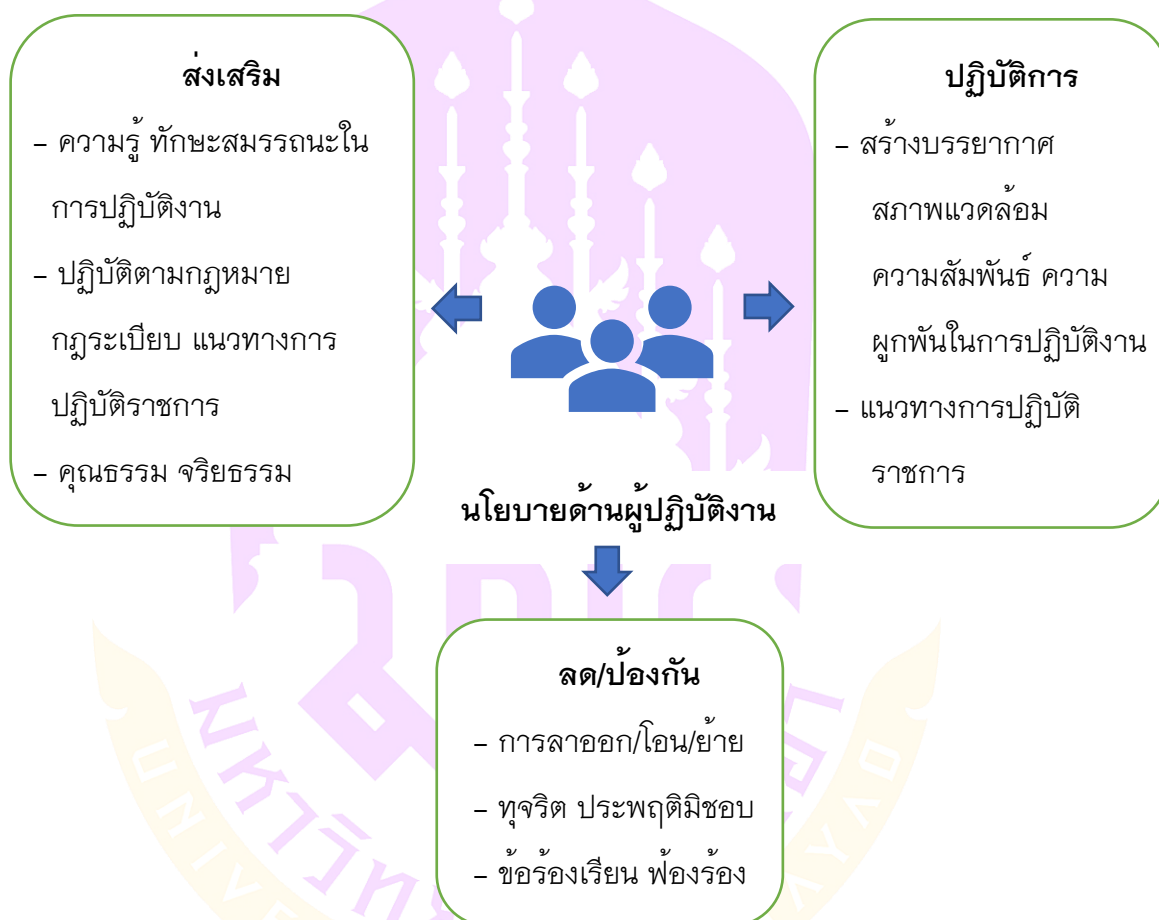 ส่งเสริม
- ความรู้ ทักษะสมรรถนะใน
การปฏิบัติงาน
- ปฏิบัติตามกฎหมาย
กฎระเบียบ แนวทางการ
ปฏิบัติราชการ
- คุณธรรม จริยธรรม
ปฏิบัติการ
- สร้างบรรยากาศ
สภาพแวดล้อม
ความสัมพันธ์ ความ
ผูกพันในการปฏิบัติงาน
- แนวทางการปฏิบัติ
ราชการ
นโยบายด้านผู้ปฏิบัติงาน
ลด/ป้องกัน
- การลาออก/โอน/ย้าย
- ทุจริต ประพฤติมิชอบ
- ข้อร้องเรียน ฟ้องร้อง